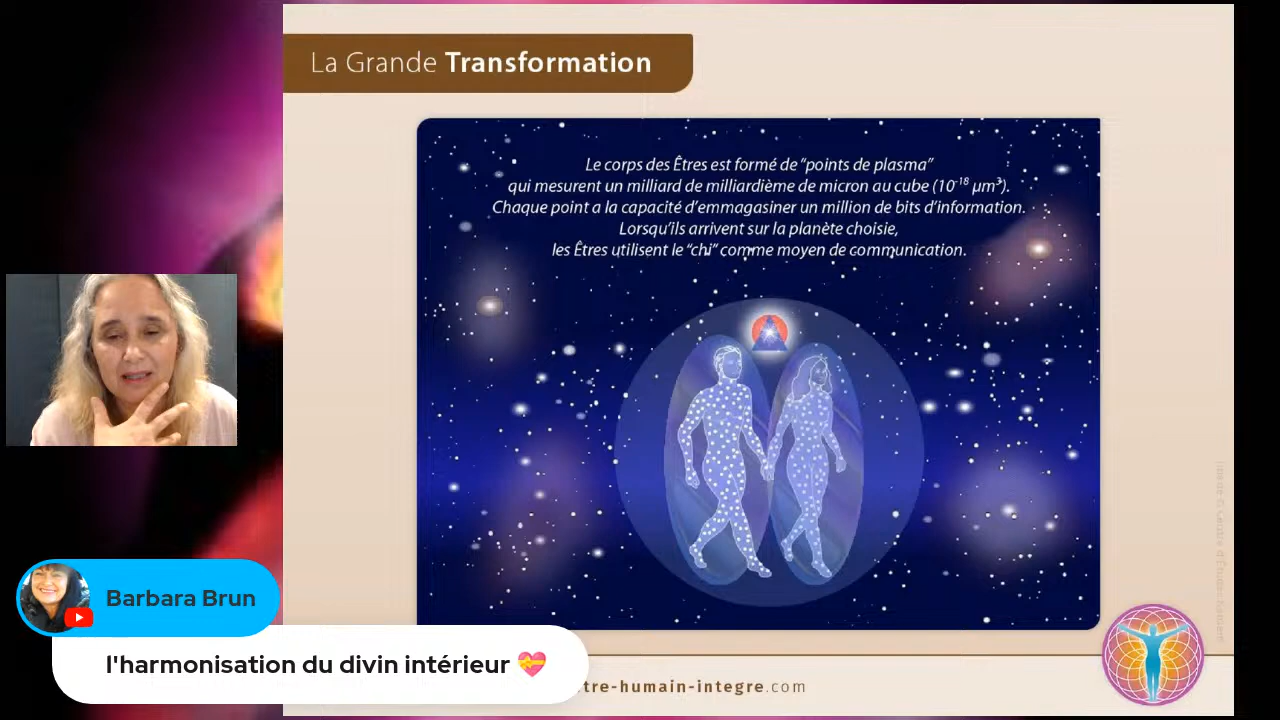 La Grande Transformation
Le corps des Êtres est formé de “points de plasma”
qui mesurent un milliard de milliardième de micron au cube (10⁻¹⁸ µm³).
Chaque point a la capacité d’emmagasiner un million de bits d’information.
Lorsqu’ils arrivent sur la planète choisie,
les Êtres utilisent le “chi” comme moyen de communication.
Barbara Brun
l'harmonisation du divin intérieur 💝
tre-humain-integre.com